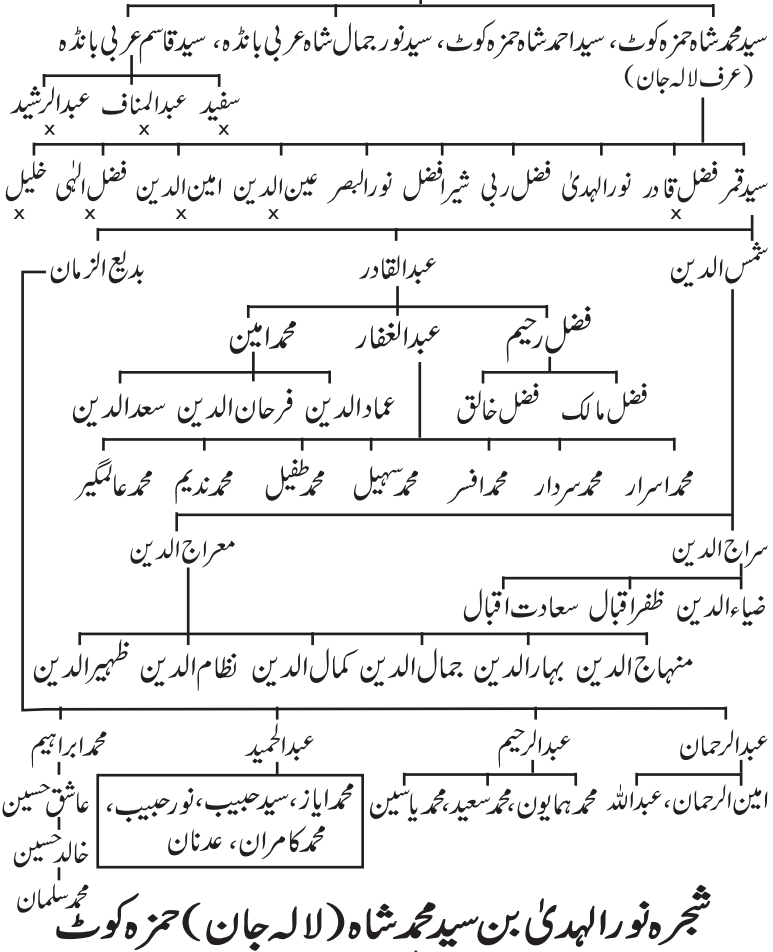 سید محمد شاہ حمزہ کوٹ، سید احمد شاہ حمزہ کوٹ، سید نور جمال شاہ عربی بانڈہ، سید قاسم عربی بانڈہ
(عرف لالہ جان)
سفید عبدالمناف عبدالرشید
x x x
سید قمر فضل قادر نورالہدیٰ فضل ربی شیرافضل نورالبصر عین الدین امین الدین فضل الٰہی خلیل
x x x x x
شمس الدین عبدالقادر بدیع الزمان
فضل رحیم عبدالغفار محمد امین
فضل مالک فضل خالق عماد الدین فرحان الدین سعد الدین
محمد اسرار محمد سردار محمد افسر محمد سہیل محمد طفیل محمد ندیم محمد عالمگیر
سراج الدین معراج الدین
ضیاء الدین ظفر اقبال سعادت اقبال
منہاج الدین بہار الدین جمال الدین کمال الدین نظام الدین ظہیر الدین
عبدالرحمان عبدالرحیم عبدالحمید محمد ابراہیم
امین الرحمان، عبداللہ محمد ہمایون، محمد سعید، محمد یاسین محمد ایاز، سید حبیب، نور حبیب، عاشق حسین
محمد کامران، عدنان خالد حسین
محمد سلمان
شجرہ نورالہدیٰ بن سید محمد شاہ (لالہ جان) حمزہ کوٹ